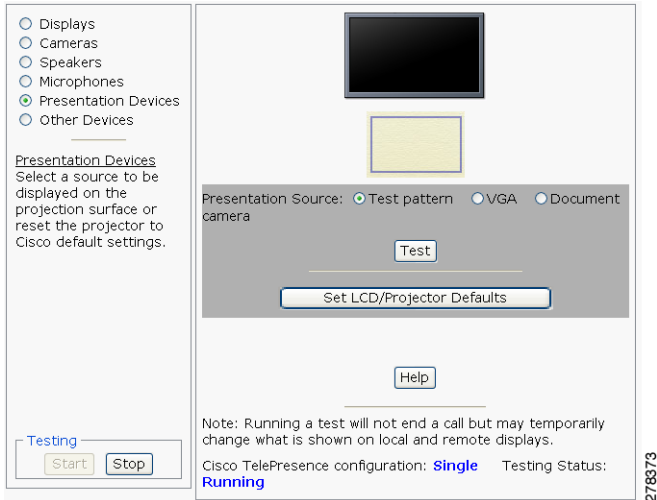 Displays
Cameras
Speakers
Microphones
Presentation Devices
Other Devices
Presentation Devices
Select a source to be
displayed on the
projection surface or
reset the projector to
Cisco default settings.
Testing
Start Stop
Presentation Source: Test pattern VGA Document
camera
Test
Set LCD/Projector Defaults
Help
Note: Running a test will not end a call but may temporarily
change what is shown on local and remote displays.
Cisco TelePresence configuration: Single Testing Status:
Running
278373